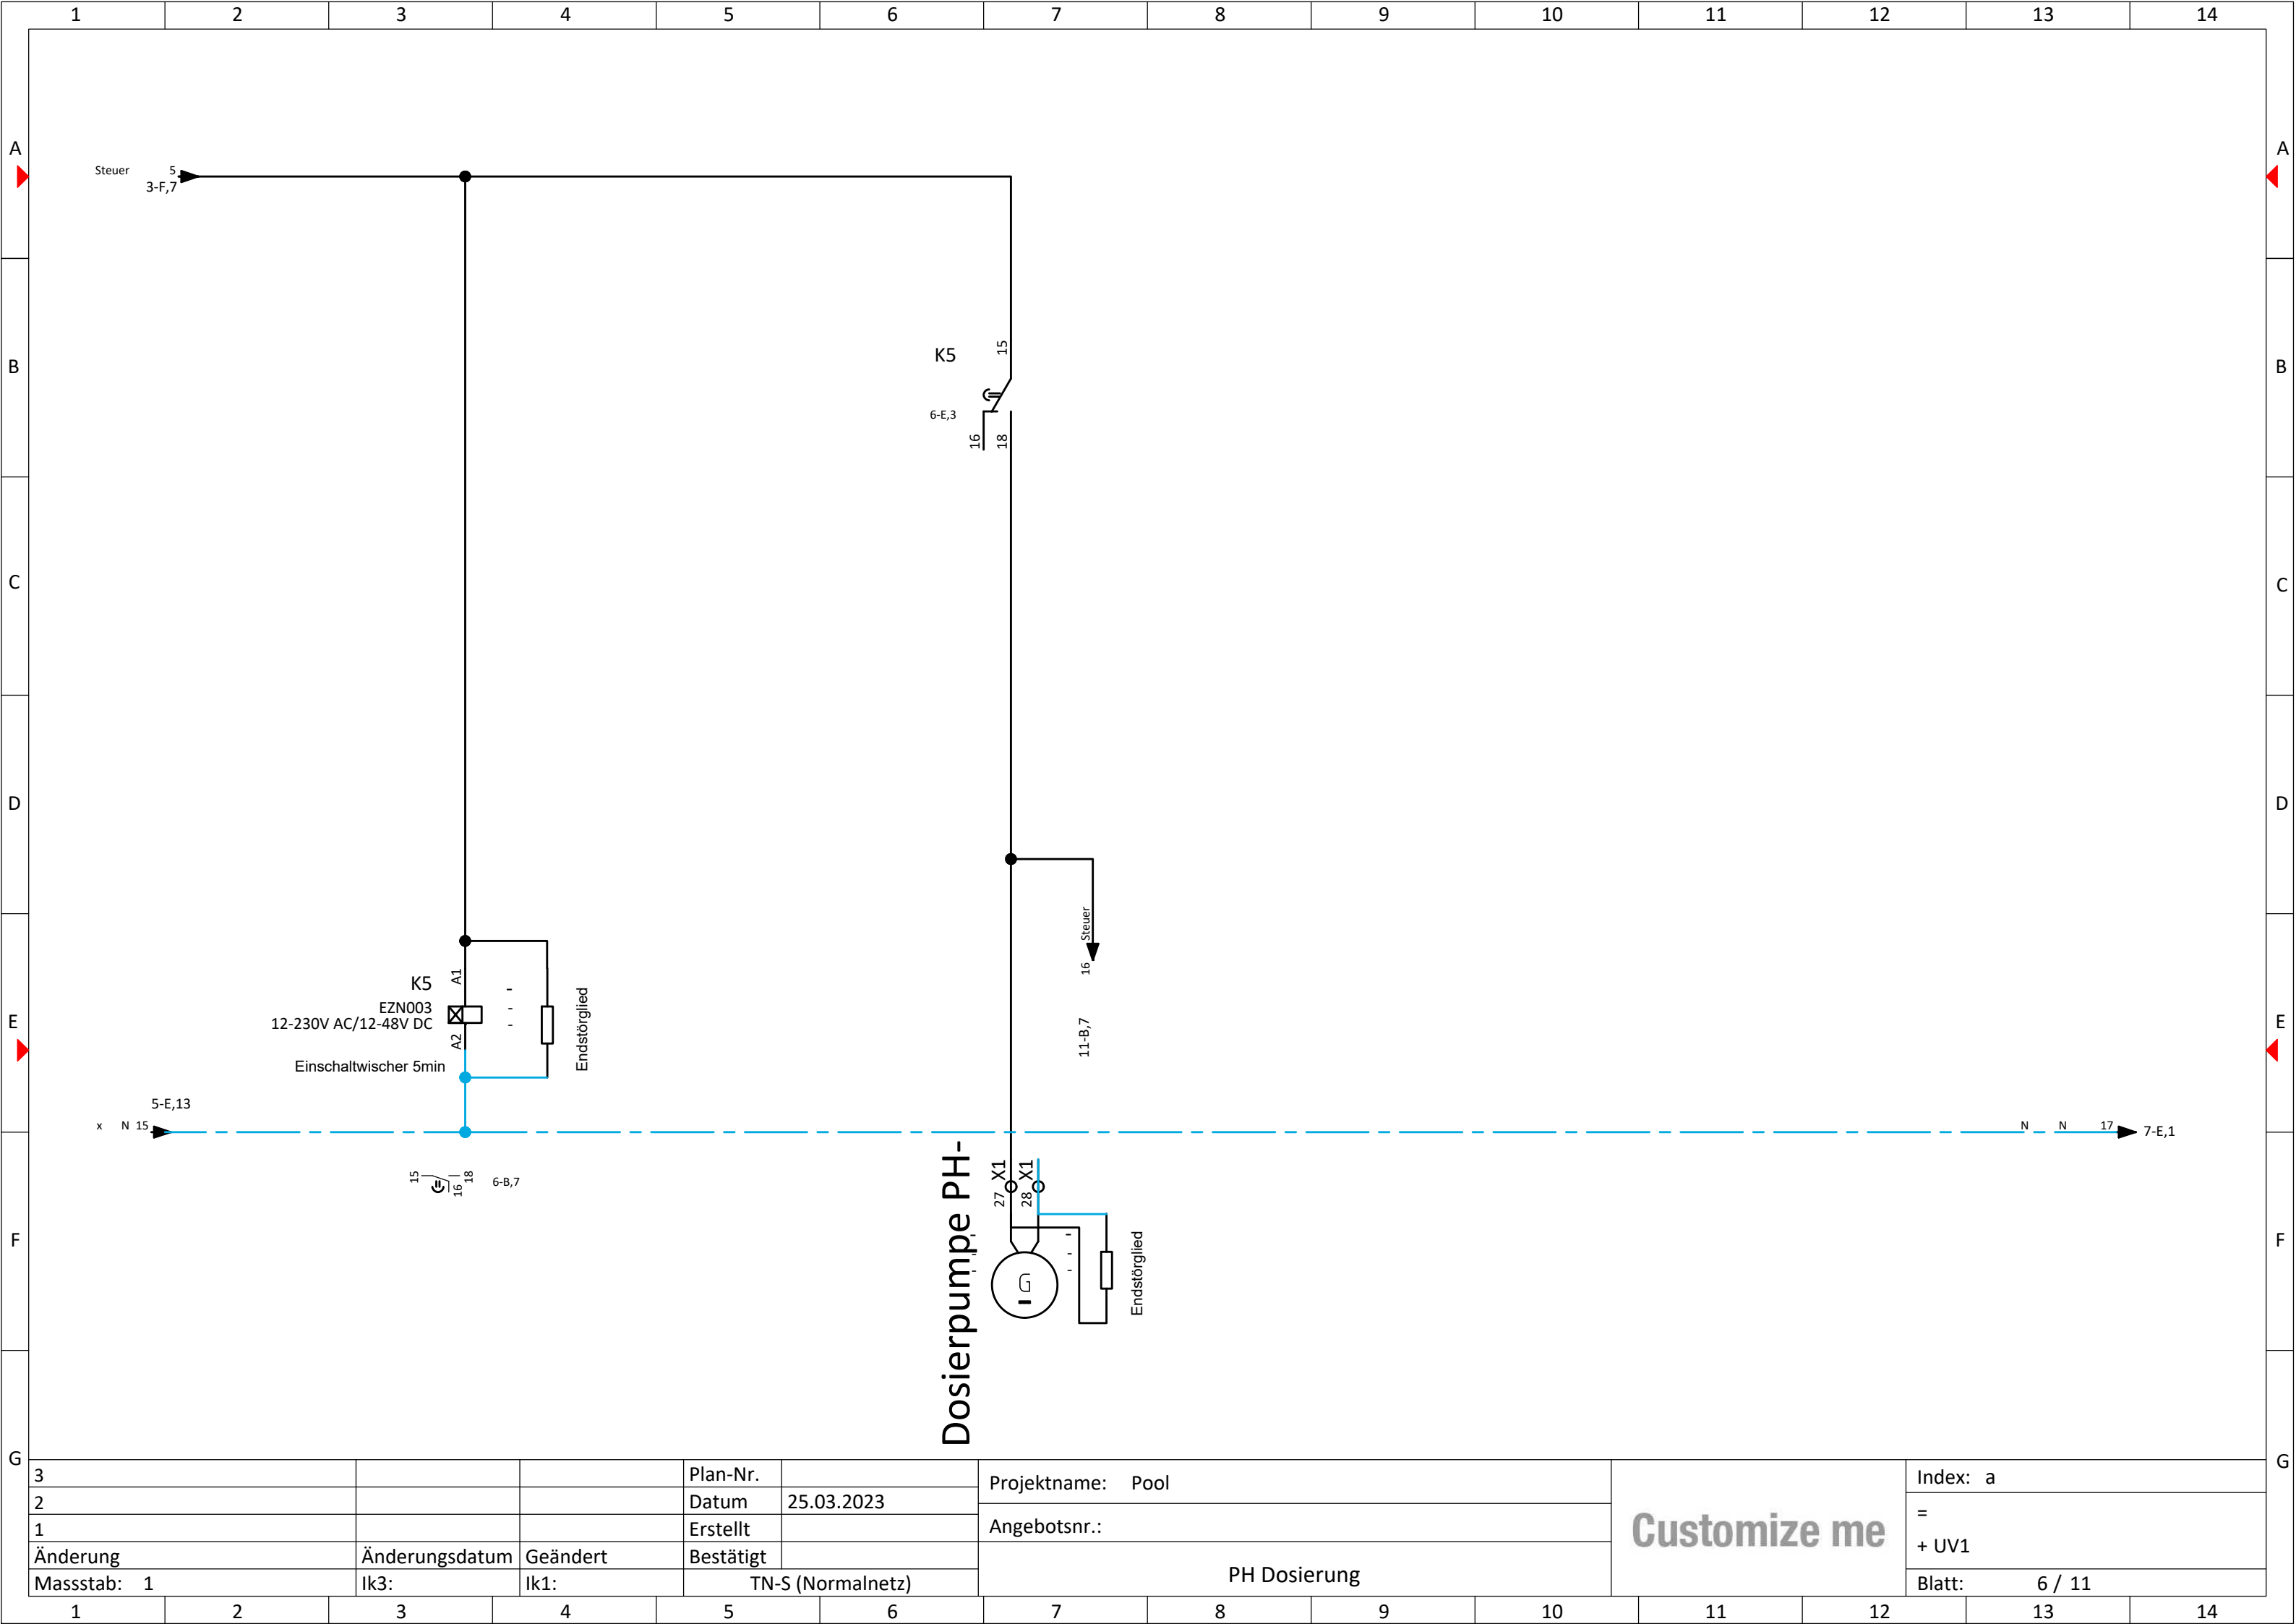 1 2 3 4 5 6 7 8 9 10 11 12 13 14
A A
Steuer 5
3-F,7
B B
K5 15
6-E,3
16 18
C C
D D
Steuer
16
11-B,7
E E
K5 A1
EZN003
12-230V AC/12-48V DC
A2
Einschaltwischer 5min
- 
-
-
Endstörglied
5-E,13
x N 15
N N 17 7-E,1
15 16 18 6-B,7
Dosierpumpe PH-
X1 X1
27 28
F F
-
-
-
G
-
-
-
Endstörglied
G G
3 Plan-Nr.
2 Datum 25.03.2023
1 Erstellt
Änderung Änderungsdatum Geändert Bestätigt
Massstab: 1 Ik3: Ik1: TN-S (Normalnetz)
Projektname: Pool
Angebotsnr.:
PH Dosierung
Customize me
Index: a
=
+ UV1
Blatt: 6 / 11
1 2 3 4 5 6 7 8 9 10 11 12 13 14